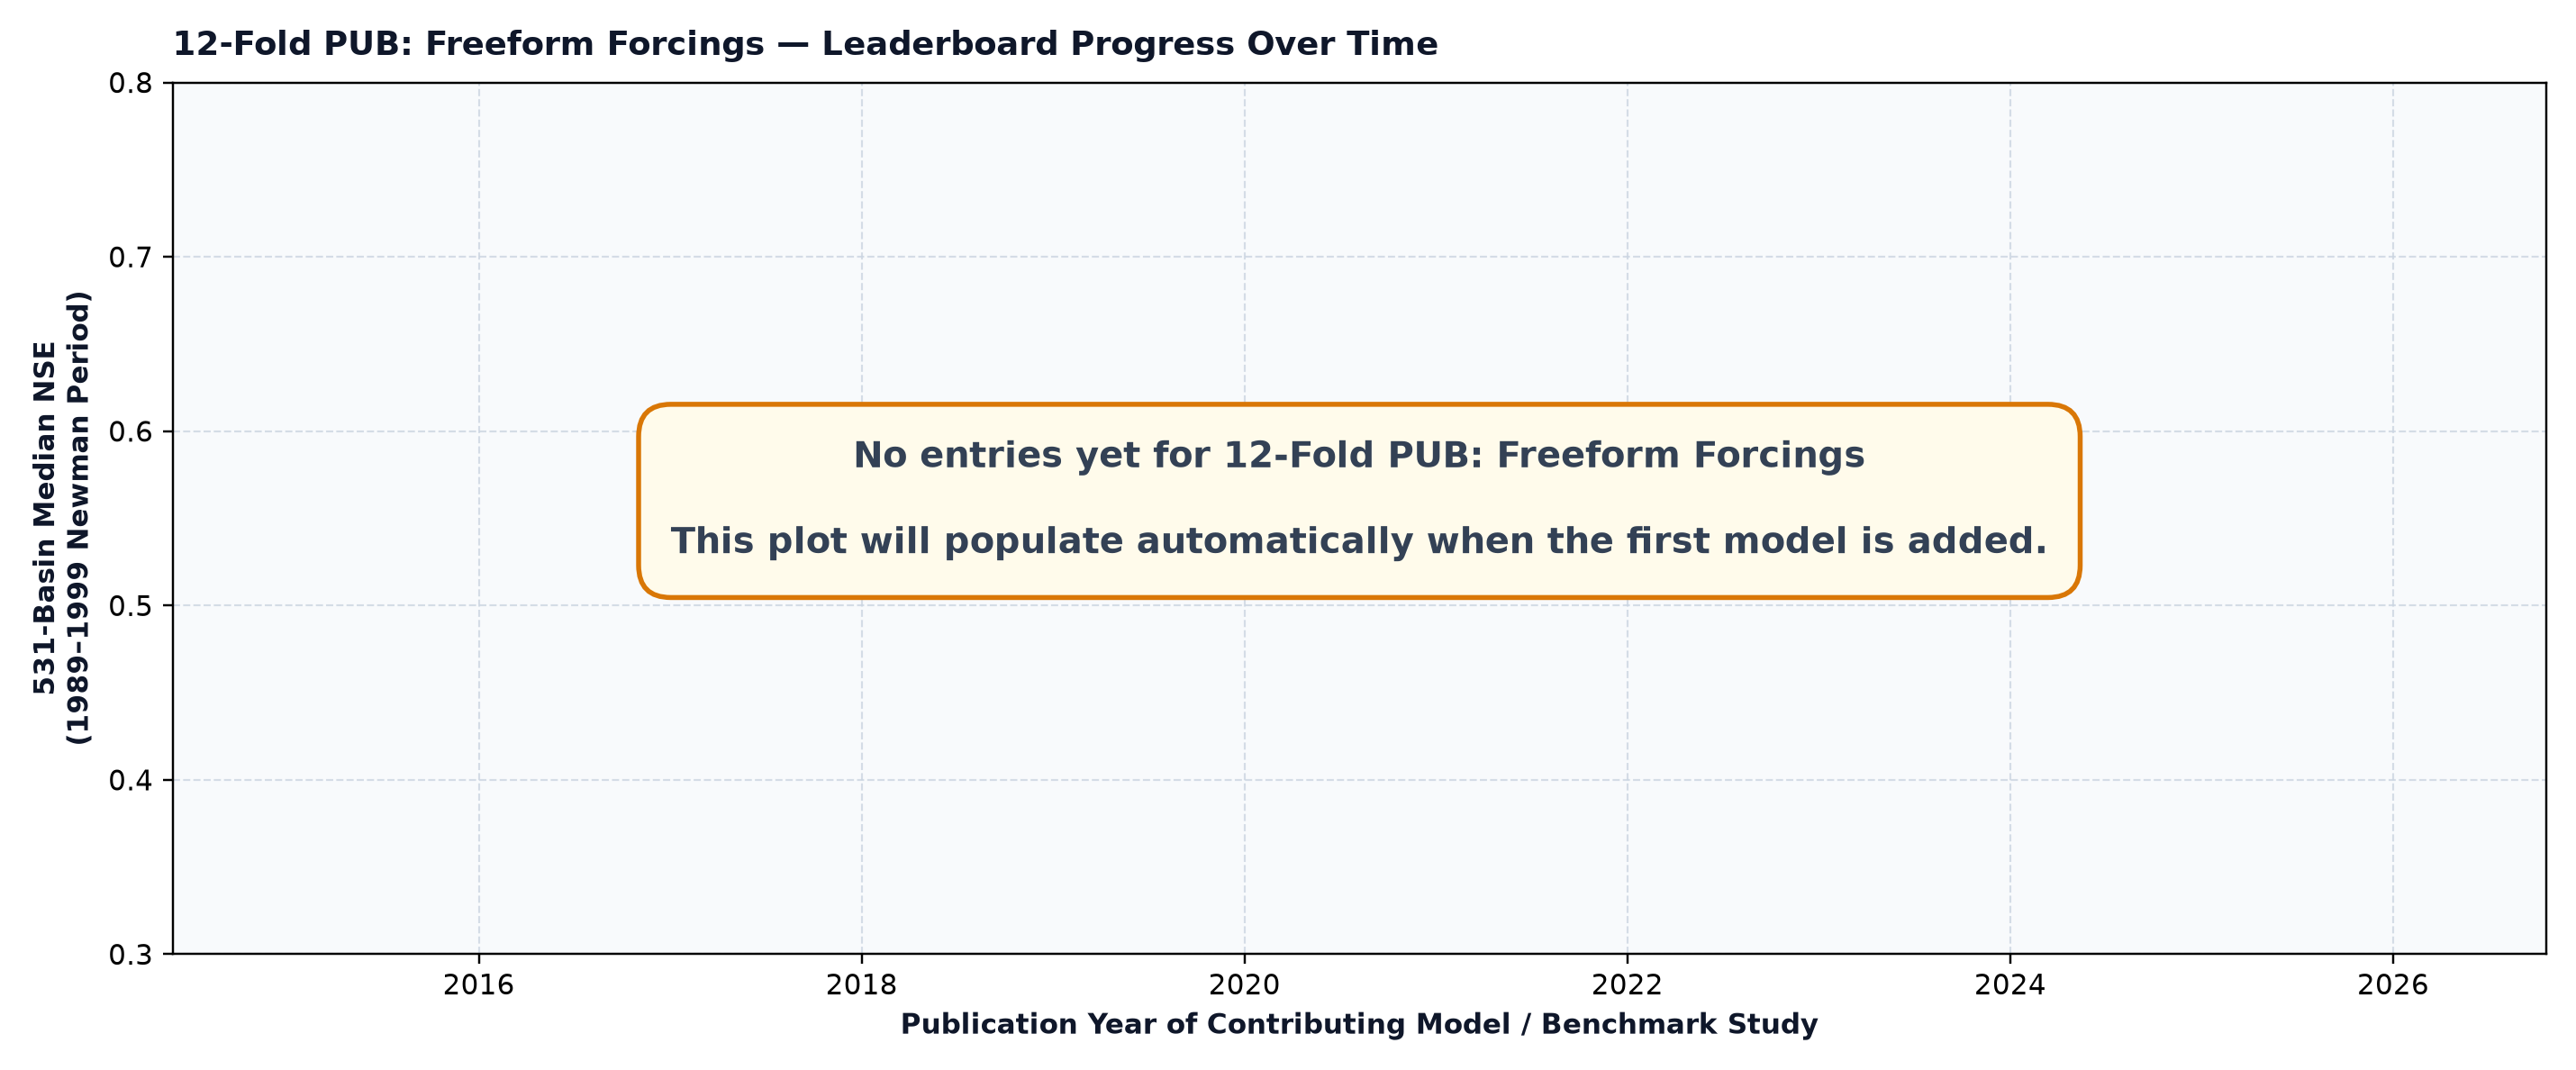 12-Fold PUB: Freeform Forcings — Leaderboard Progress Over Time
0.8
0.7
0.6
0.5
0.4
0.3
531-Basin Median NSE
(1989–1999 Newman Period)
No entries yet for 12-Fold PUB: Freeform Forcings
This plot will populate automatically when the first model is added.
2016
2018
2020
2022
2024
2026
Publication Year of Contributing Model / Benchmark Study